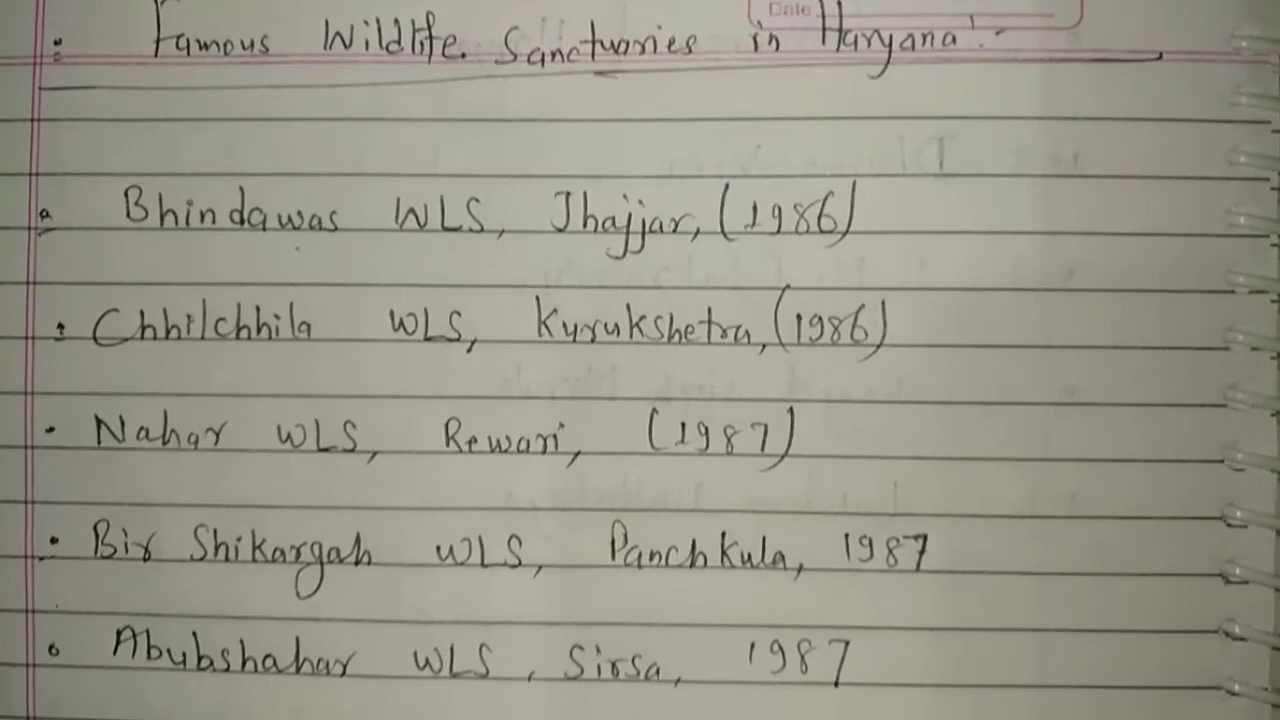 Date
Famous Wildlife Sanctuaries in Haryana :-
Bhindawas WLS, Jhajjar, (1986)
Chhilchhila WLS, Kurukshetra, (1986)
Nahar WLS, Rewari, (1987)
Bir Shikargah WLS, Panchkula, 1987
Abubshahar WLS, Sirsa, 1987